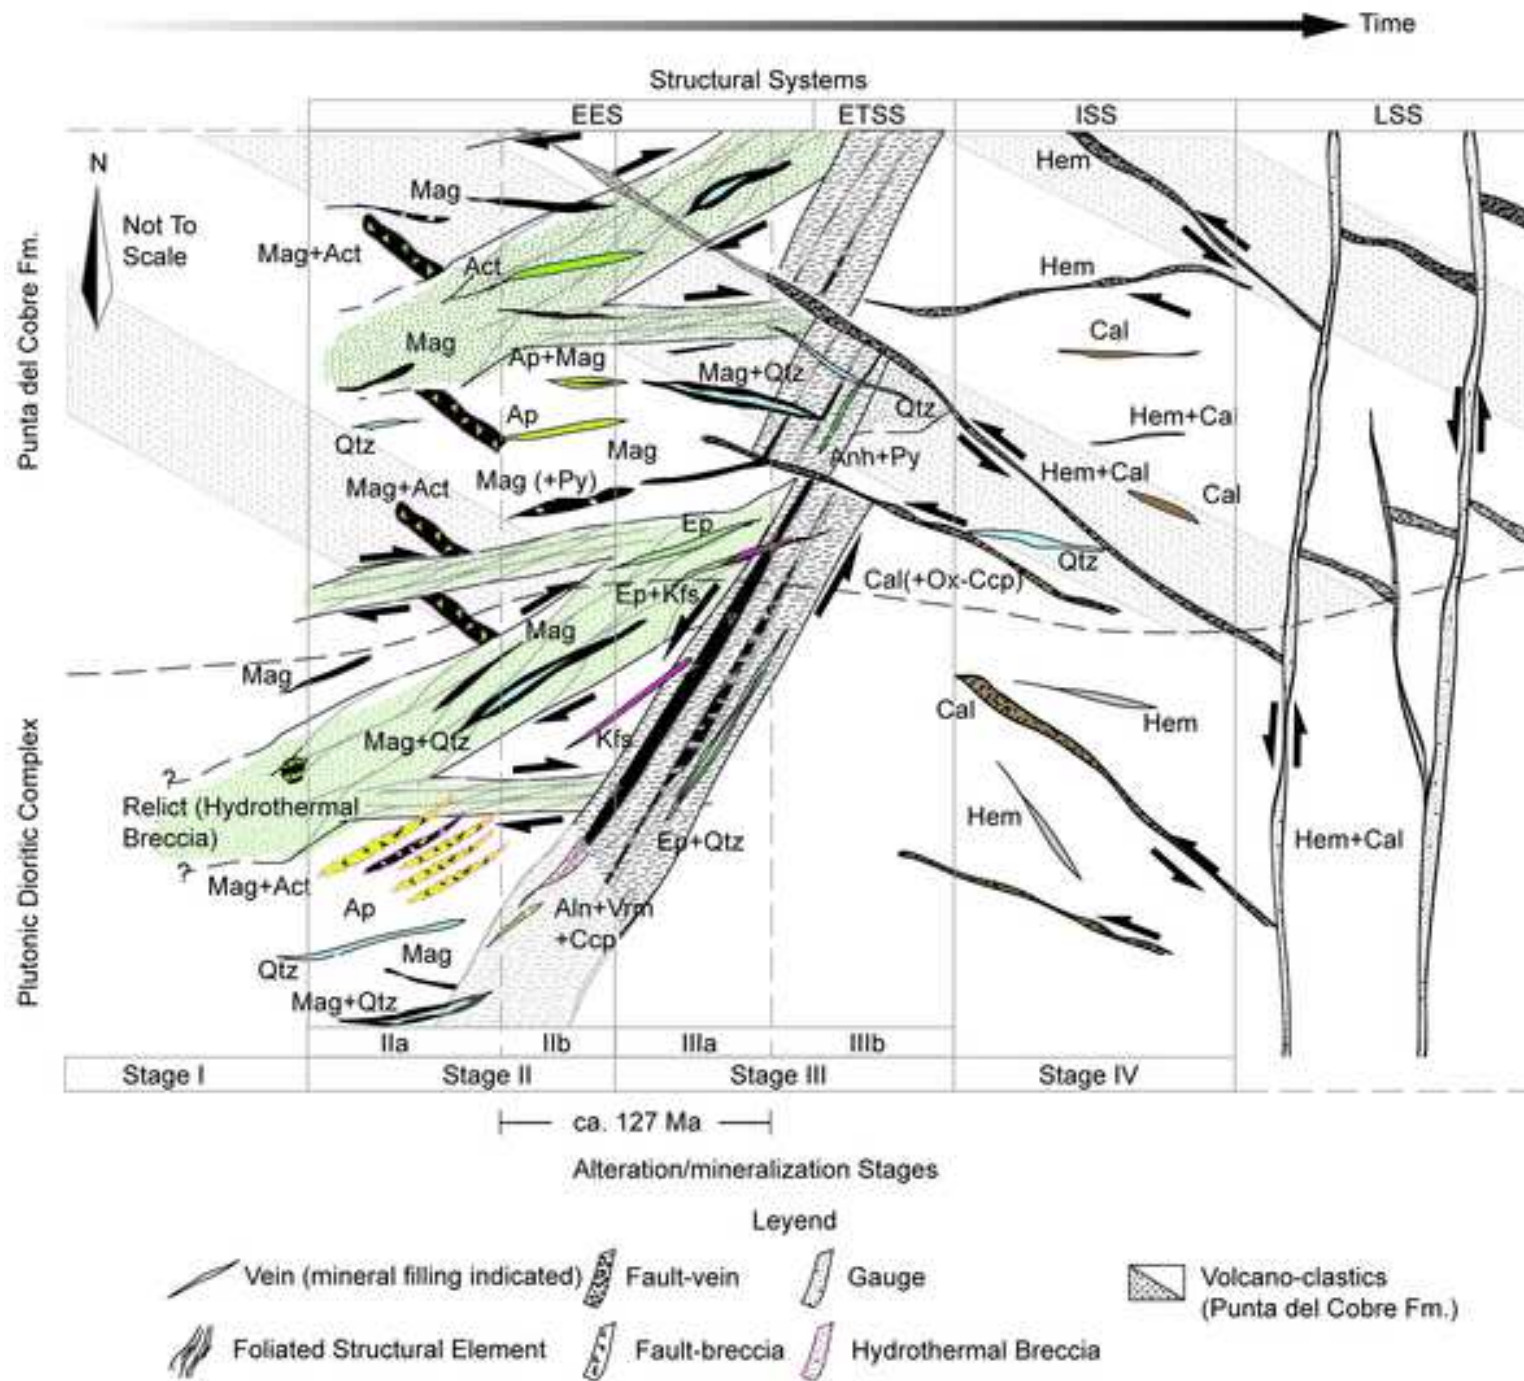 Time
Structural Systems
EES
ETSS
ISS
LSS
N
Not To
Scale
Punta del Cobre Fm.
Plutonic Dioritic Complex
Mag
Hem
Mag+Act
Act
Hem
Mag
Ap+Mag
Mag+Qtz
Cal
Qtz
Ap
Mag
Qtz
Hem+Cal
Anh+Py
Mag+Act
Mag (+Py)
Hem+Cal
Cal
Ep
Qtz
Cal(+Ox-Ccp)
Ep+Kfs
Mag
Mag
Cal
Hem
Mag+Qtz
Kfs
?
Relict (Hydrothermal
Breccia)
Hem
Hem+Cal
Ep+Qtz
?
Mag+Act
Ap
Aln+Vrm
+Ccp
Mag
Qtz
Mag+Qtz
IIa
IIb
IIIa
IIIb
Stage I
Stage II
Stage III
Stage IV
ca. 127 Ma
Alteration/mineralization Stages
Leyend
Vein (mineral filling indicated)
Fault-vein
Gauge
Volcano-clastics
(Punta del Cobre Fm.)
Foliated Structural Element
Fault-breccia
Hydrothermal Breccia